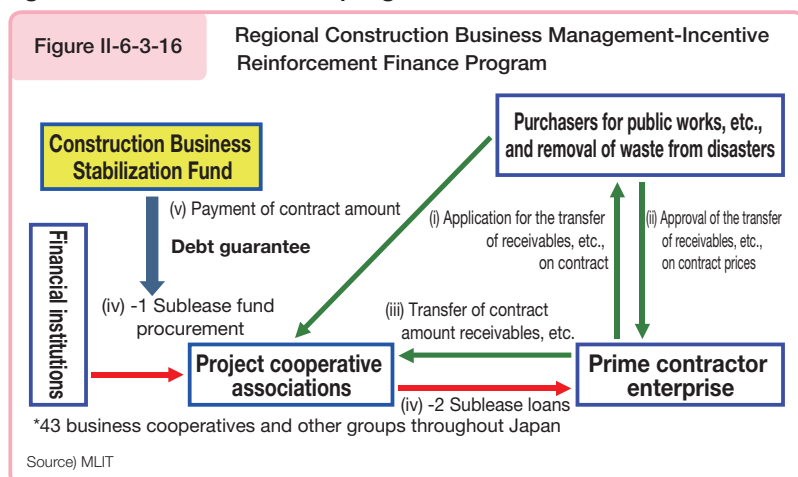 Figure II-6-3-16
Regional Construction Business Management-Incentive
Reinforcement Finance Program
Construction Business
Stabilization Fund
Purchasers for public works, etc.,
and removal of waste from disasters
(v) Payment of contract amount
Debt guarantee
(i) Application for the transfer
of receivables, etc.,
on contract
(ii) Approval of the transfer
of receivables, etc.,
on contract prices
Financial institutions
(iv) -1 Sublease fund
procurement
(iii) Transfer of contract
amount receivables, etc.
Project cooperative
associations
Prime contractor
enterprise
(iv) -2 Sublease loans
*43 business cooperatives and other groups throughout Japan
Source) MLIT